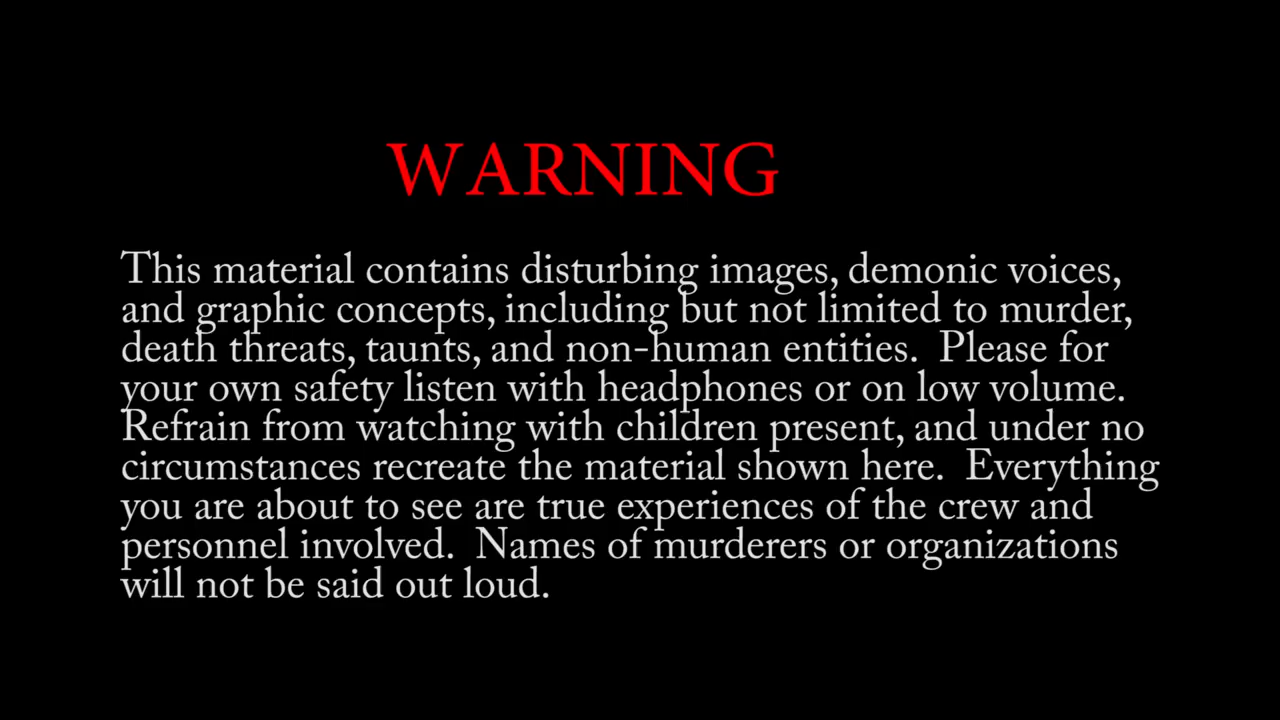 WARNING
This material contains disturbing images, demonic voices,
and graphic concepts, including but not limited to murder,
death threats, taunts, and non-human entities.  Please for
your own safety listen with headphones or on low volume.
Refrain from watching with children present, and under no
circumstances recreate the material shown here.  Everything
you are about to see are true experiences of the crew and
personnel involved.  Names of murderers or organizations
will not be said out loud.